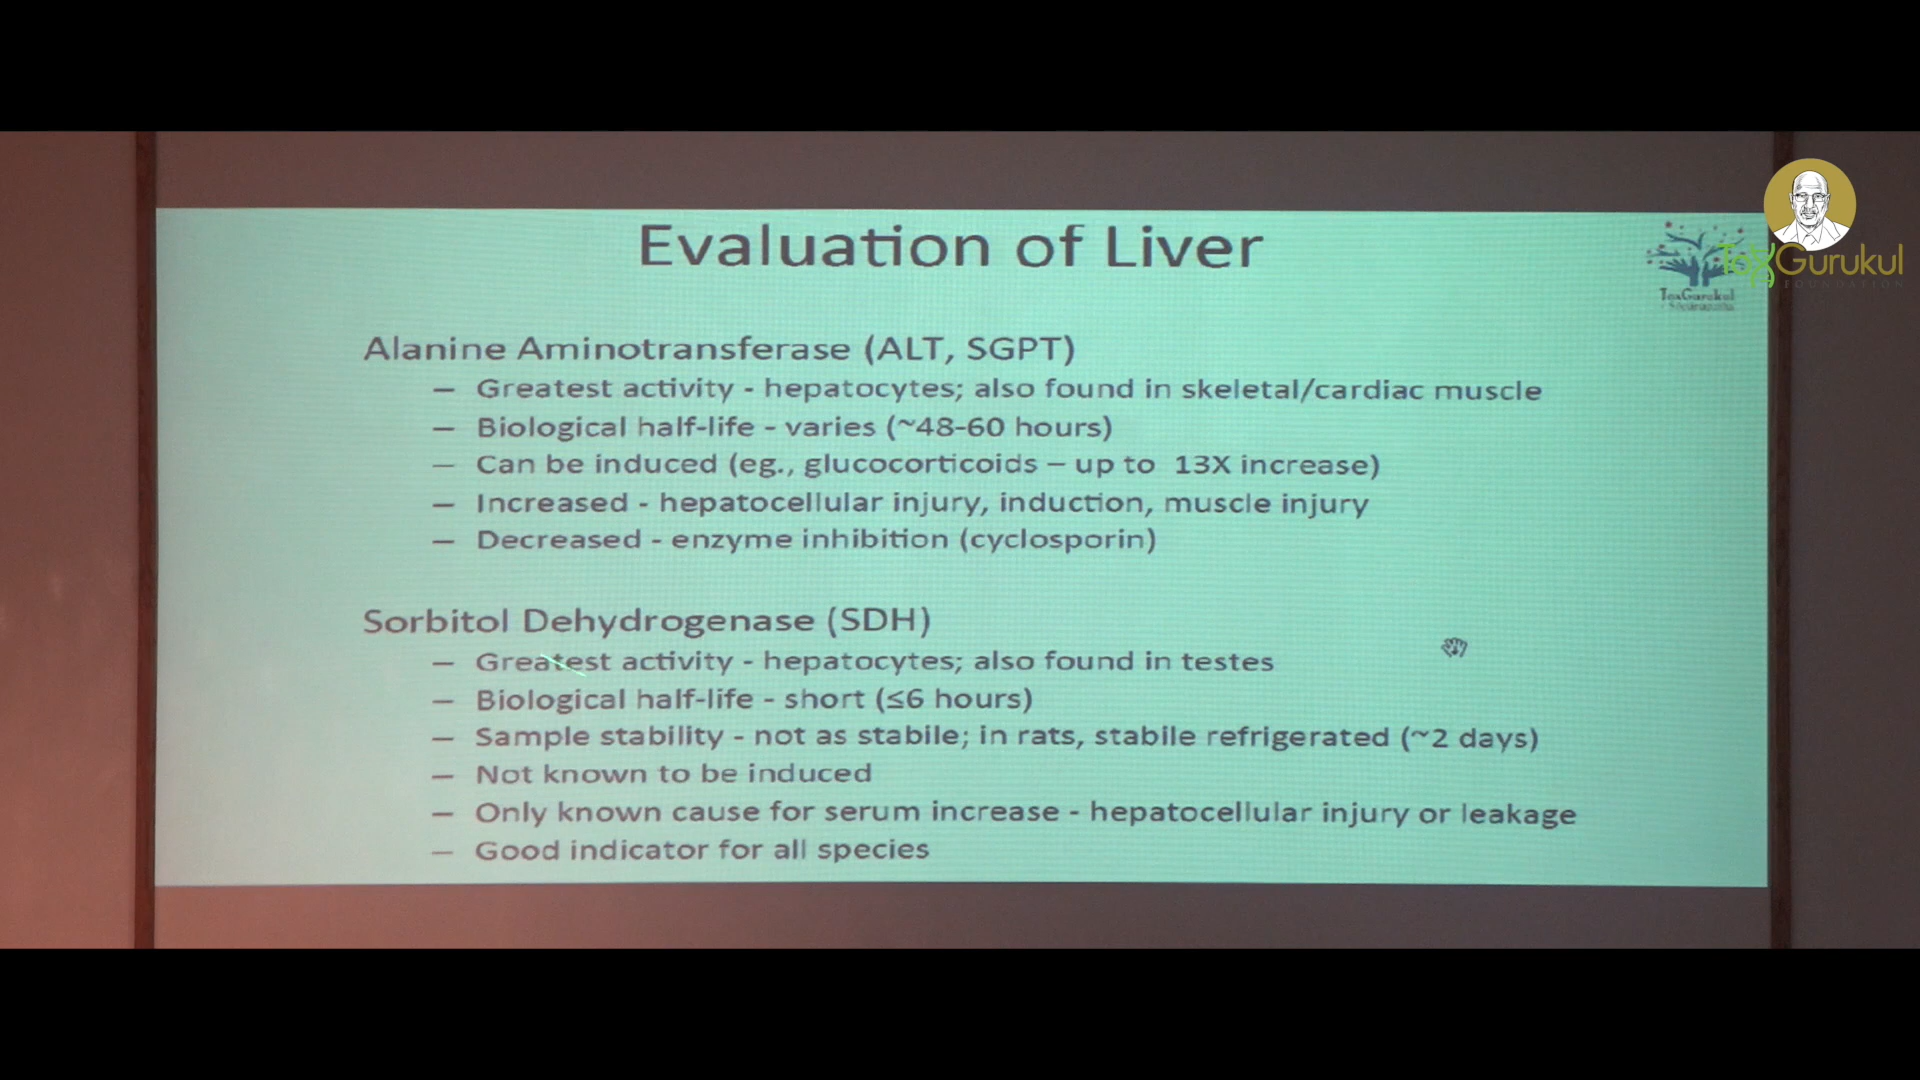 Evaluation of Liver
ToxGurukul
FOUNDATION
ToxGurukul
Alanine Aminotransferase (ALT, SGPT)
– Greatest activity - hepatocytes; also found in skeletal/cardiac muscle
– Biological half-life - varies (~48-60 hours)
– Can be induced (eg., glucocorticoids – up to 13X increase)
– Increased - hepatocellular injury, induction, muscle injury
– Decreased - enzyme inhibition (cyclosporin)
Sorbitol Dehydrogenase (SDH)
– Greatest activity - hepatocytes; also found in testes
– Biological half-life - short (≤6 hours)
– Sample stability - not as stabile; in rats, stabile refrigerated (~2 days)
– Not known to be induced
– Only known cause for serum increase - hepatocellular injury or leakage
– Good indicator for all species